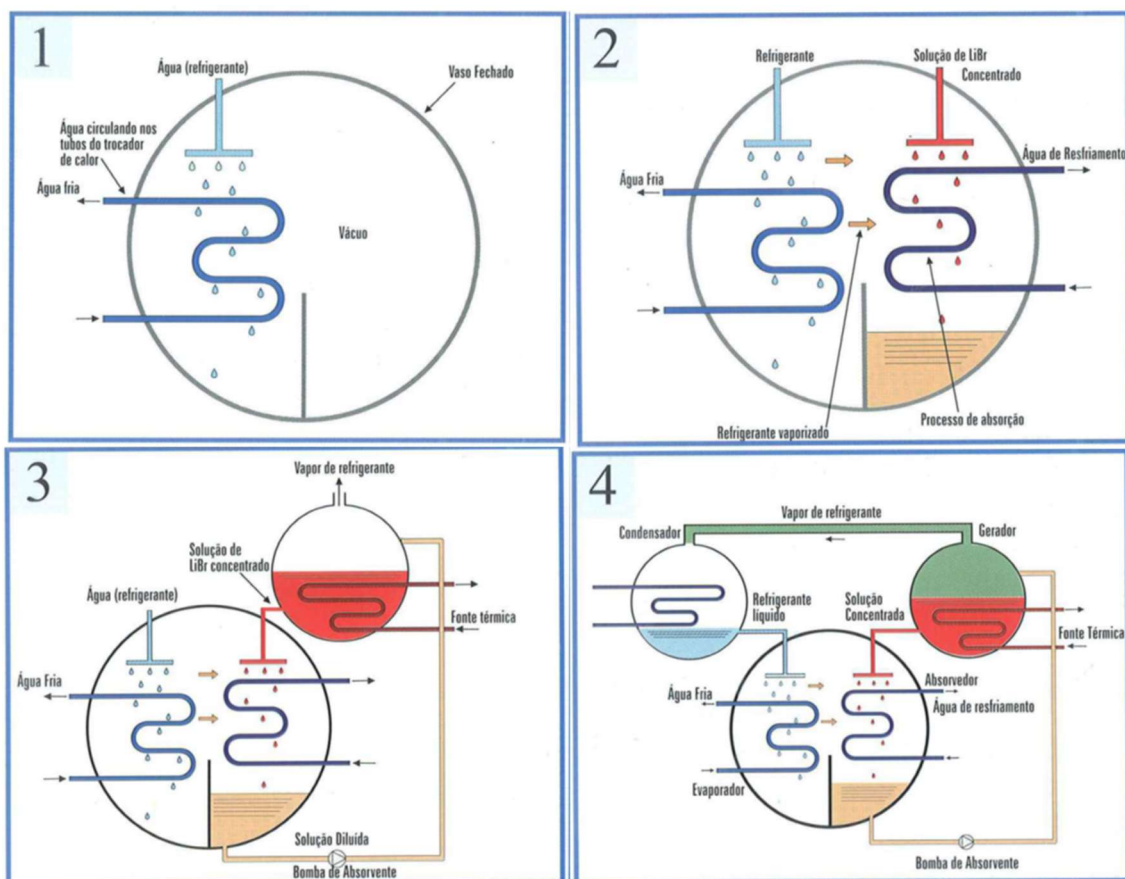 1
Água (refrigerante)
Vaso Fechado
Água circulando nos
tubos do trocador
de calor
Água fria
Vácuo
2
Refrigerante
Solução de LiBr
Concentrado
Água de Resfriamento
Água Fria
Processo de absorção
Refrigerante vaporizado
3
Vapor de refrigerante
Solução de
LiBr concentrado
Água (refrigerante)
Fonte térmica
Água Fria
Solução Diluída
Bomba de Absorvente
4
Vapor de refrigerante
Condensador
Gerador
Refrigerante
líquido
Solução
Concentrada
Fonte Térmica
Absorvedor
Água Fria
Água de resfriamento
Evaporador
Bomba de Absorvente